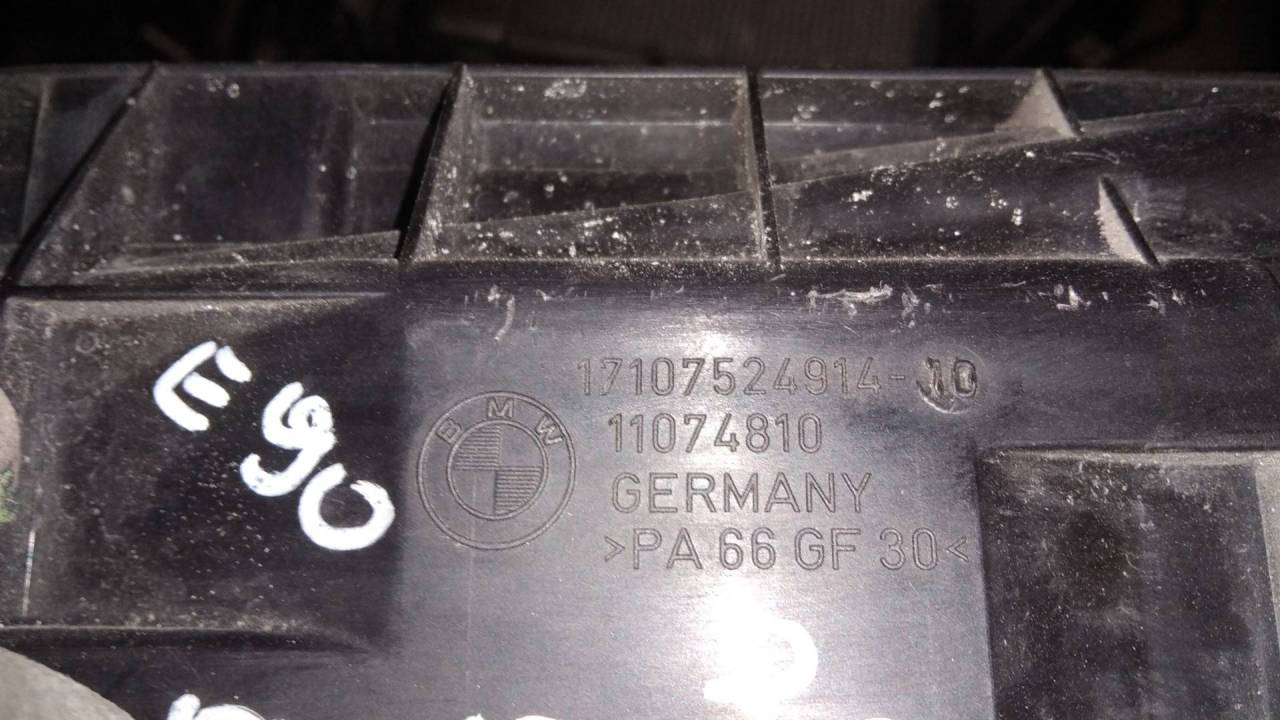 E90
BMW
17107524914-10
11074810
GERMANY
>PA 66 GF 30<